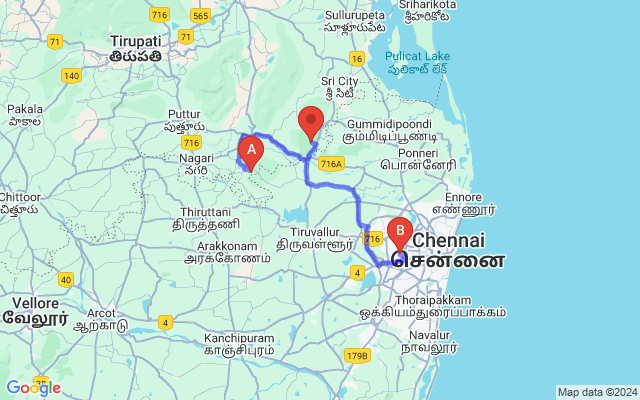 Sullurupeta
సూళ్లూరుపేట
Sriharikota
శ్రీహరికోట
716
565
71
Tirupati
తిరుపతి
71
Pulicat Lake
పులికాట్ లేక్
140
Sri City
శ్రీ సిటీ.
Pakala
పాకాల
Puttur
పుత్తూరు
Gummidipoondi
கும்மிடிப்பூண்டி
716
A
716A
Ponneri
பொன்னேரி
Nagari
నగరి
Chittoor
చిత్తూరు
Ennore
எண்ணூர்
Thiruttani
திருத்தணி
Tiruvallur
திருவள்ளூர்
716
B
Chennai
சென்னை
Arakkonam
அரக்கோணம்
4
40
Vellore
வேலூர்
Arcot
ஆற்காடு
4
Thoraipakkam
ஒக்கியம்துரைப்பாக்கம்
Kanchipuram
காஞ்சிபுரம்
Navalur
நாவலூர்
179B
38
Google
Map data ©2024